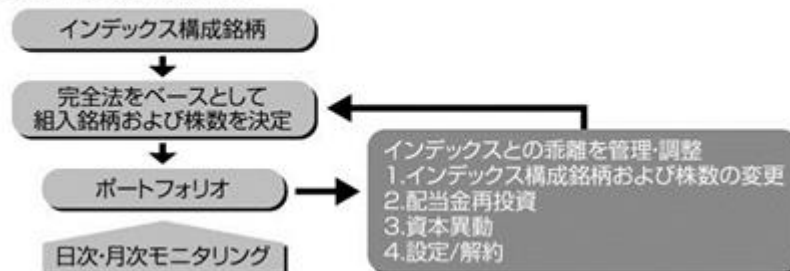 インデックス構成銘柄
完全法をベースとして
組入銘柄および株数を決定
ポートフォリオ
日次・月次モニタリング
インデックスとの乖離を管理・調整
1.インデックス構成銘柄および株数の変更
2.配当金再投資
3.資本異動
4.設定/解約